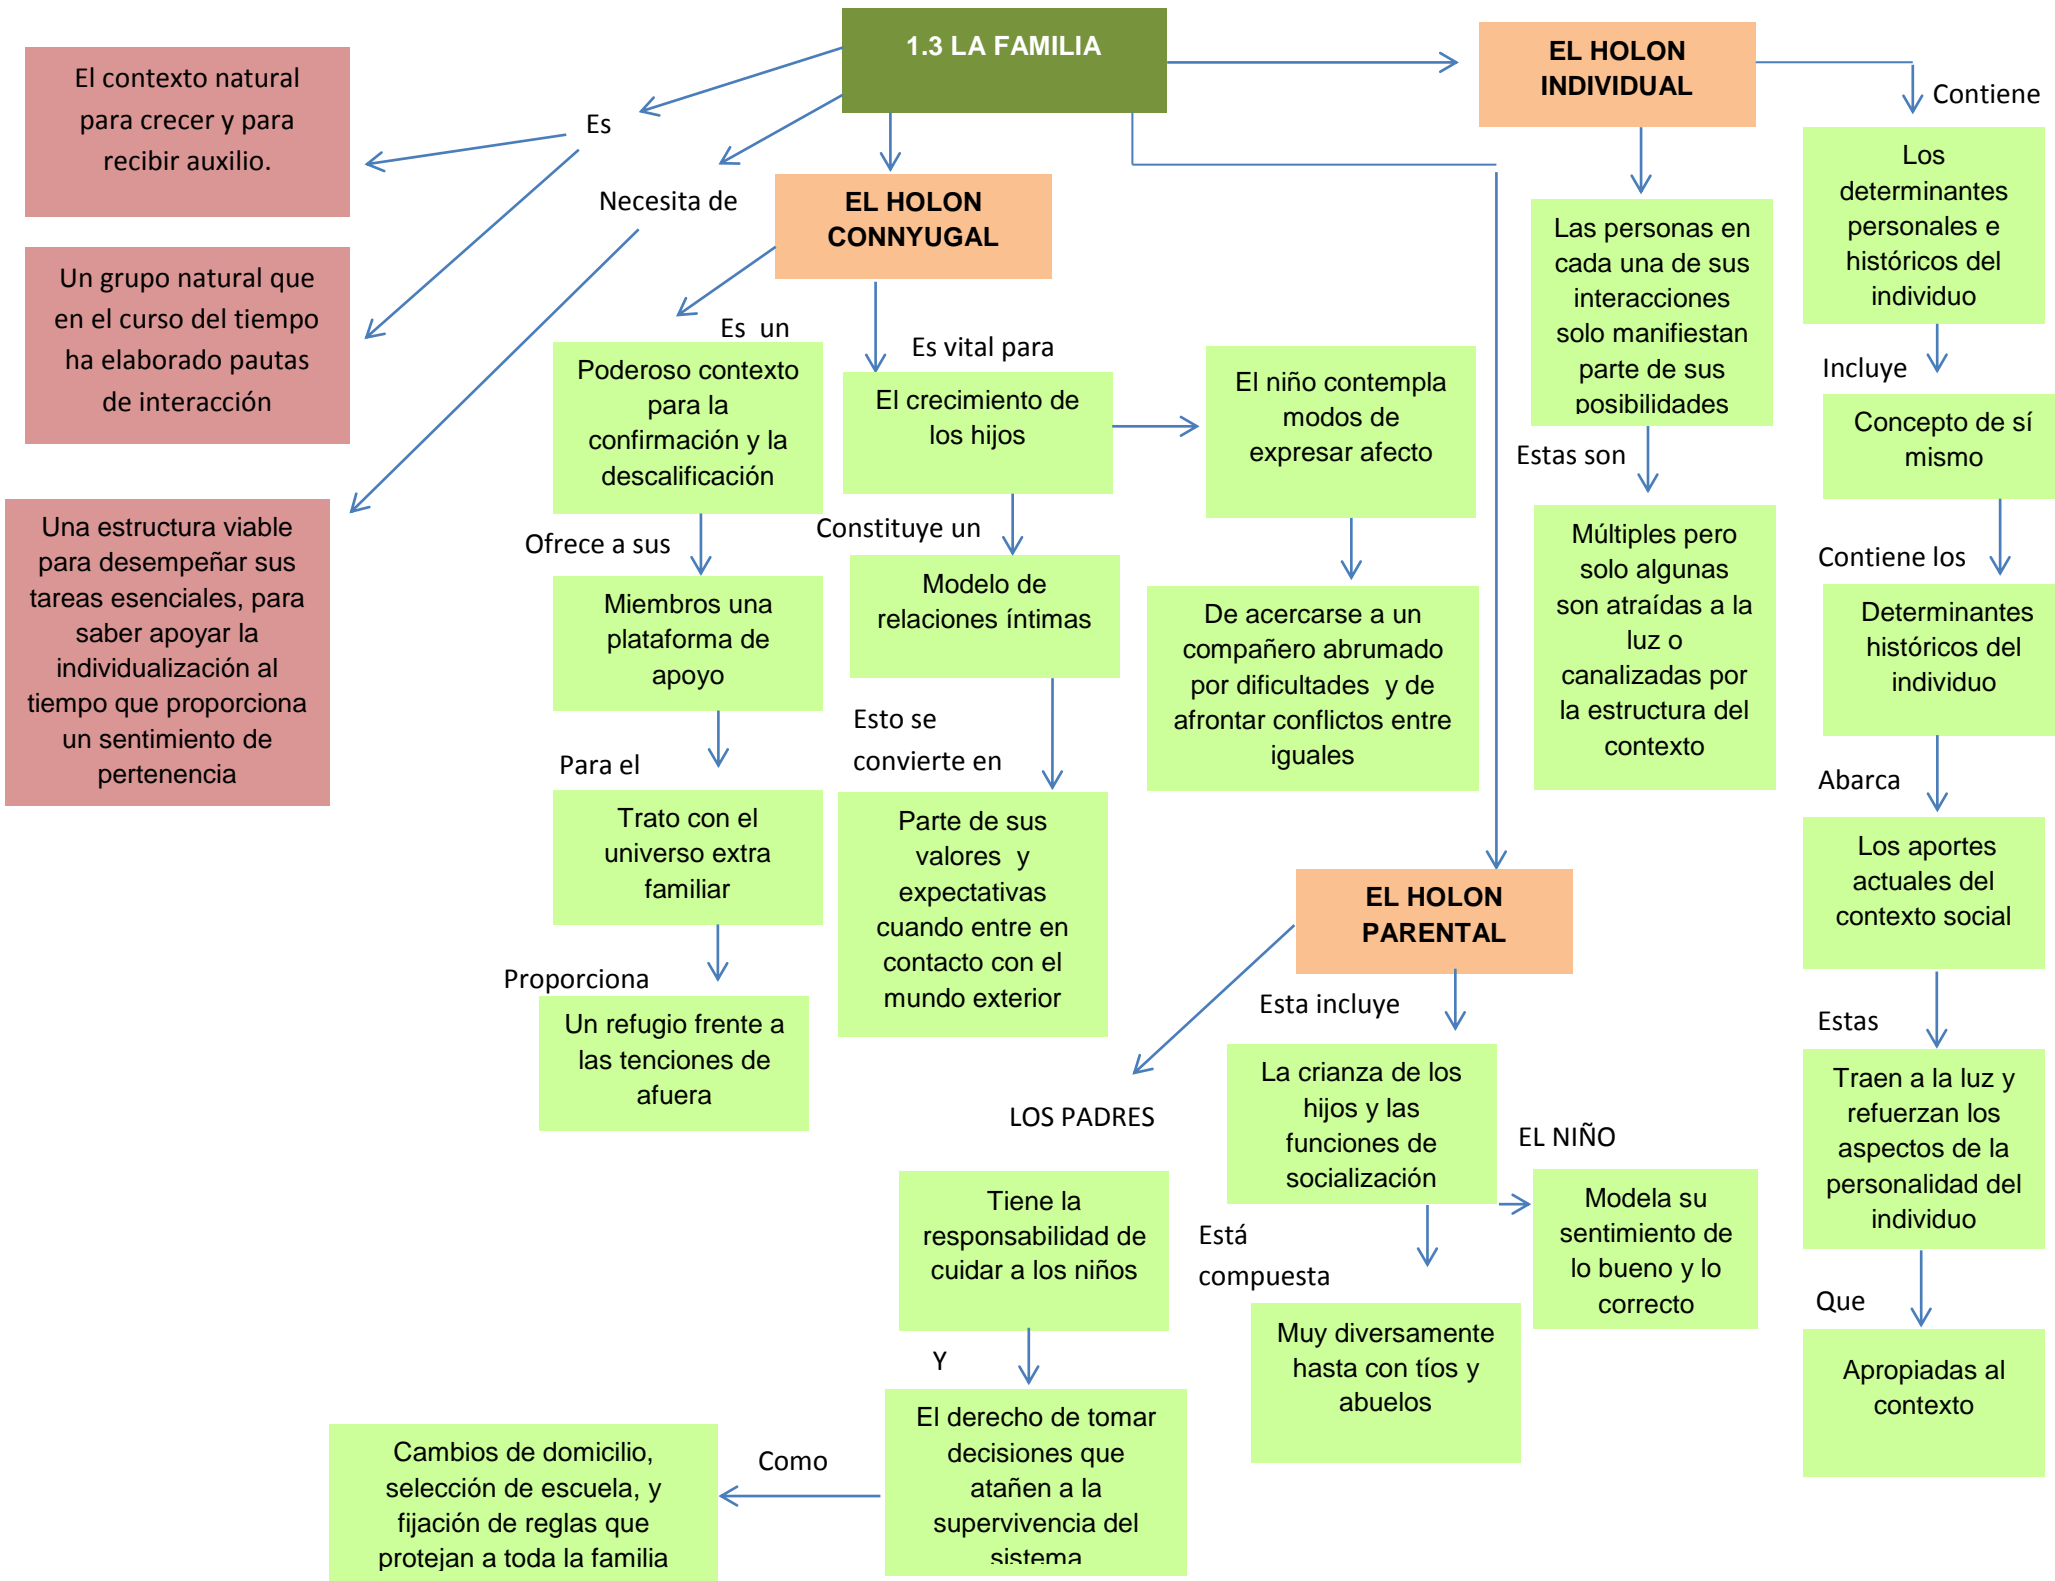 1.3 LA FAMILIA
El contexto natural
para crecer y para
recibir auxilio.
Es
Un grupo natural que
en el curso del tiempo
ha elaborado pautas
de interacción
Necesita de
Una estructura viable
para desempeñar sus
tareas esenciales, para
saber apoyar la
individualización al
tiempo que proporciona
un sentimiento de
pertenencia
EL HOLON
CONNYUGAL
Es un
Poderoso contexto
para la
confirmación y la
descalificación
Ofrece a sus
Miembros una
plataforma de
apoyo
Para el
Trato con el
universo extra
familiar
Proporciona
Un refugio frente a
las tenciones de
afuera
Es vital para
El crecimiento de
los hijos
Constituye un
Modelo de
relaciones íntimas
Esto se
convierte en
Parte de sus
valores y
expectativas
cuando entre en
contacto con el
mundo exterior
El niño contempla
modos de
expresar afecto
De acercarse a un
compañero abrumado
por dificultades y de
afrontar conflictos entre
iguales
EL HOLON
PARENTAL
LOS PADRES
Tiene la
responsabilidad de
cuidar a los niños
Y
El derecho de tomar
decisiones que
atañen a la
supervivencia del
sistema
Como
Cambios de domicilio,
selección de escuela, y
fijación de reglas que
protejan a toda la familia
Esta incluye
La crianza de los
hijos y las
funciones de
socialización
EL NIÑO
Modela su
sentimiento de
lo bueno y lo
correcto
Está
compuesta
Muy diversamente
hasta con tíos y
abuelos
EL HOLON
INDIVIDUAL
Las personas en
cada una de sus
interacciones
solo manifiestan
parte de sus
posibilidades
Estas son
Múltiples pero
solo algunas
son atraídas a la
luz o
canalizadas por
la estructura del
contexto
Contiene
Los
determinantes
personales e
históricos del
individuo
Incluye
Concepto de sí
mismo
Contiene los
Determinantes
históricos del
individuo
Abarca
Los aportes
actuales del
contexto social
Estas
Traen a la luz y
refuerzan los
aspectos de la
personalidad del
individuo
Que
Apropiadas al
contexto